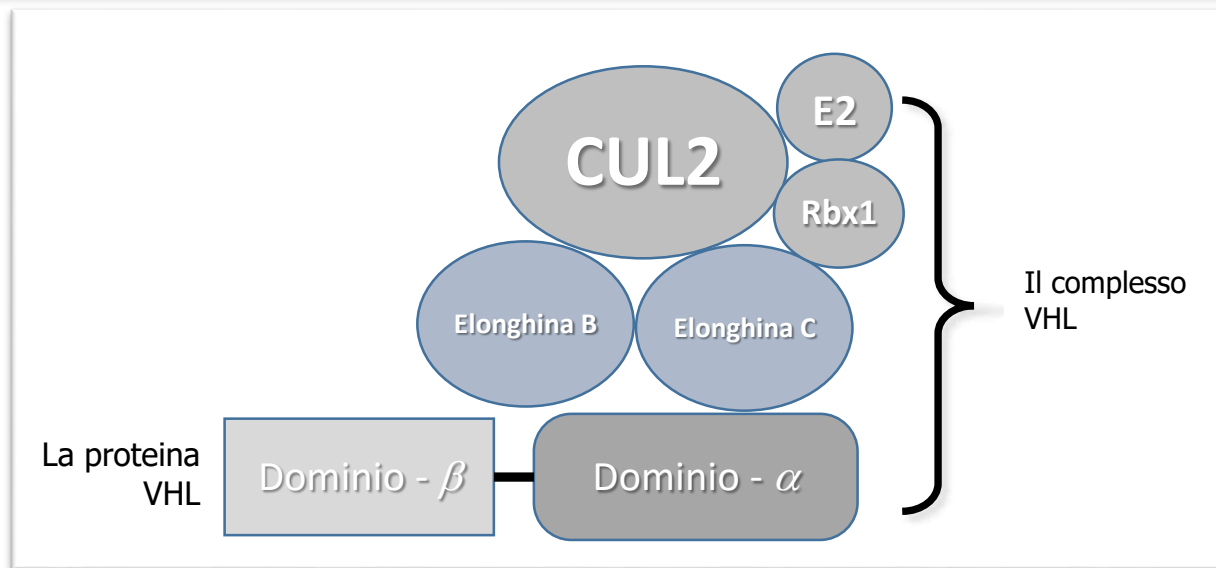 E2
CUL2
Rbx1
Elonghina B
Elonghina C
Il complesso
VHL
La proteina
VHL
Dominio - β
Dominio - α